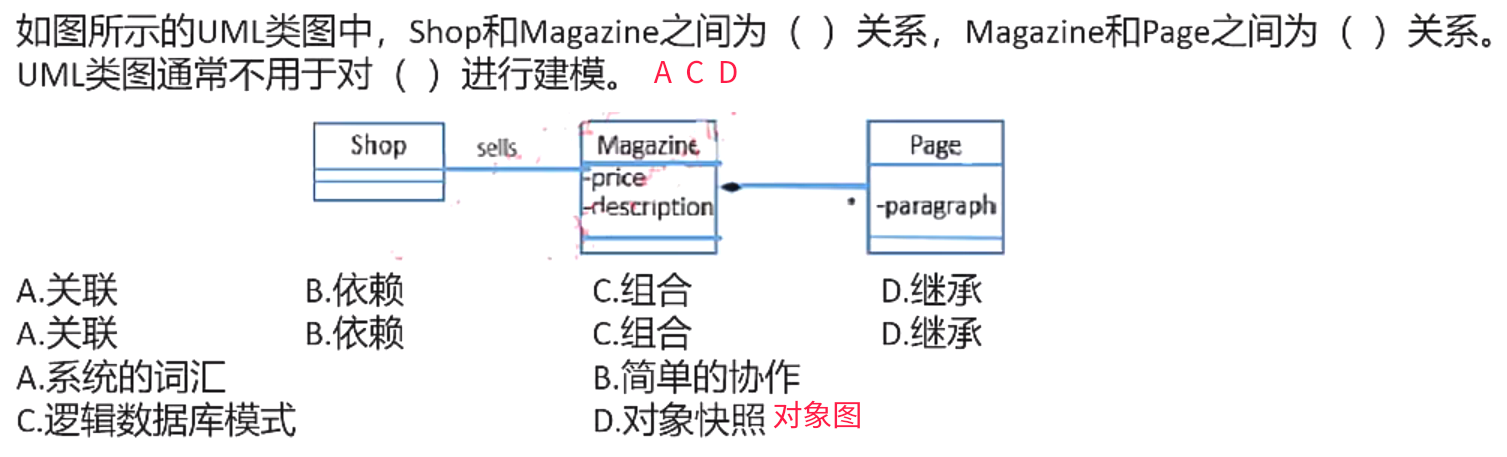 如图所示的UML类图中，Shop和Magazine之间为（ ）关系，Magazine和Page之间为（ ）关系。
UML类图通常不用于对（ ）进行建模。 A C D
Shop sells Magazine Page
-price
-description * -paragraph
A.关联 B.依赖 C.组合 D.继承
A.关联 B.依赖 C.组合 D.继承
A.系统的词汇 B.简单的协作
C.逻辑数据库模式 D.对象快照 对象图